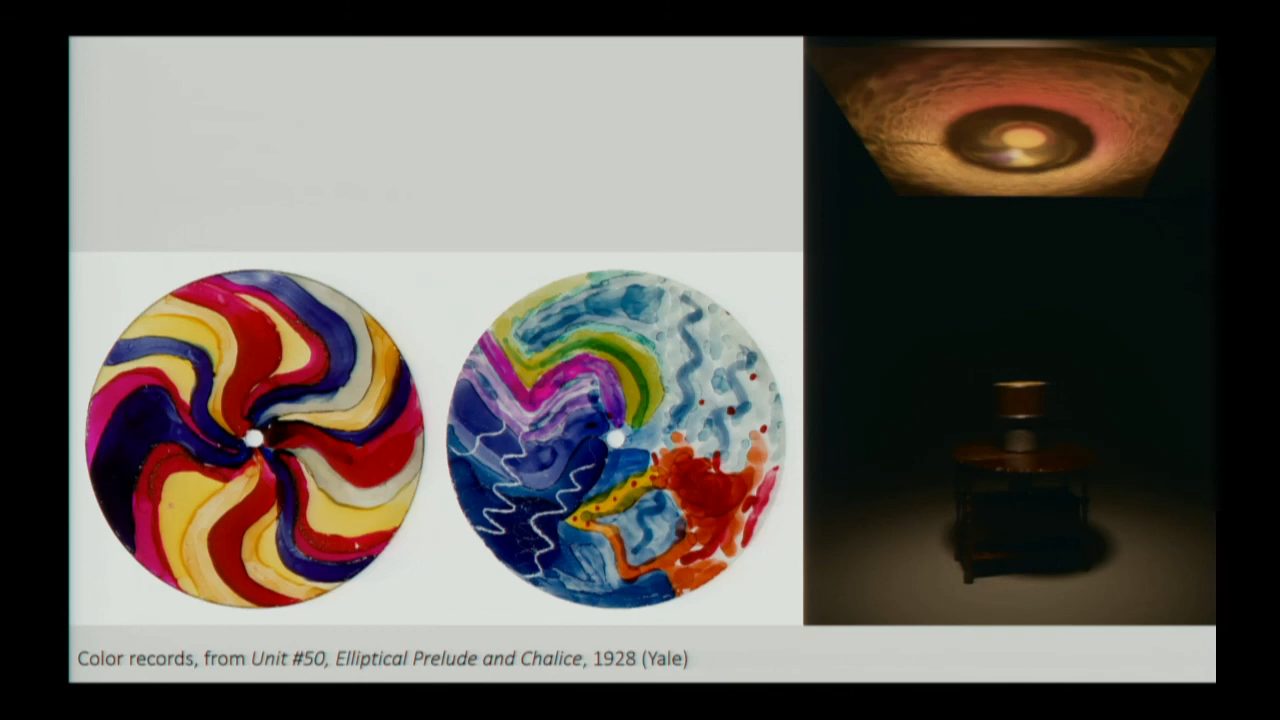 Color records, from Unit #50, Elliptical Prelude and Chalice, 1928 (Yale)